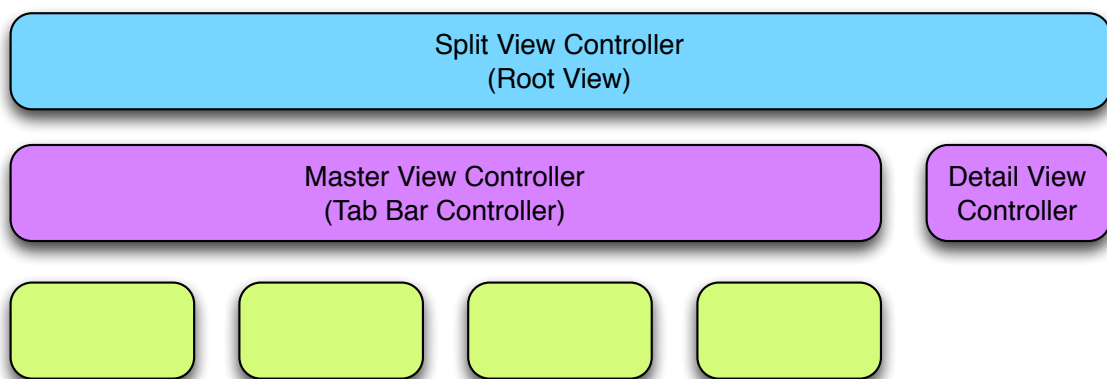 Split View Controller
(Root View)
Master View Controller
(Tab Bar Controller)
Detail View
Controller